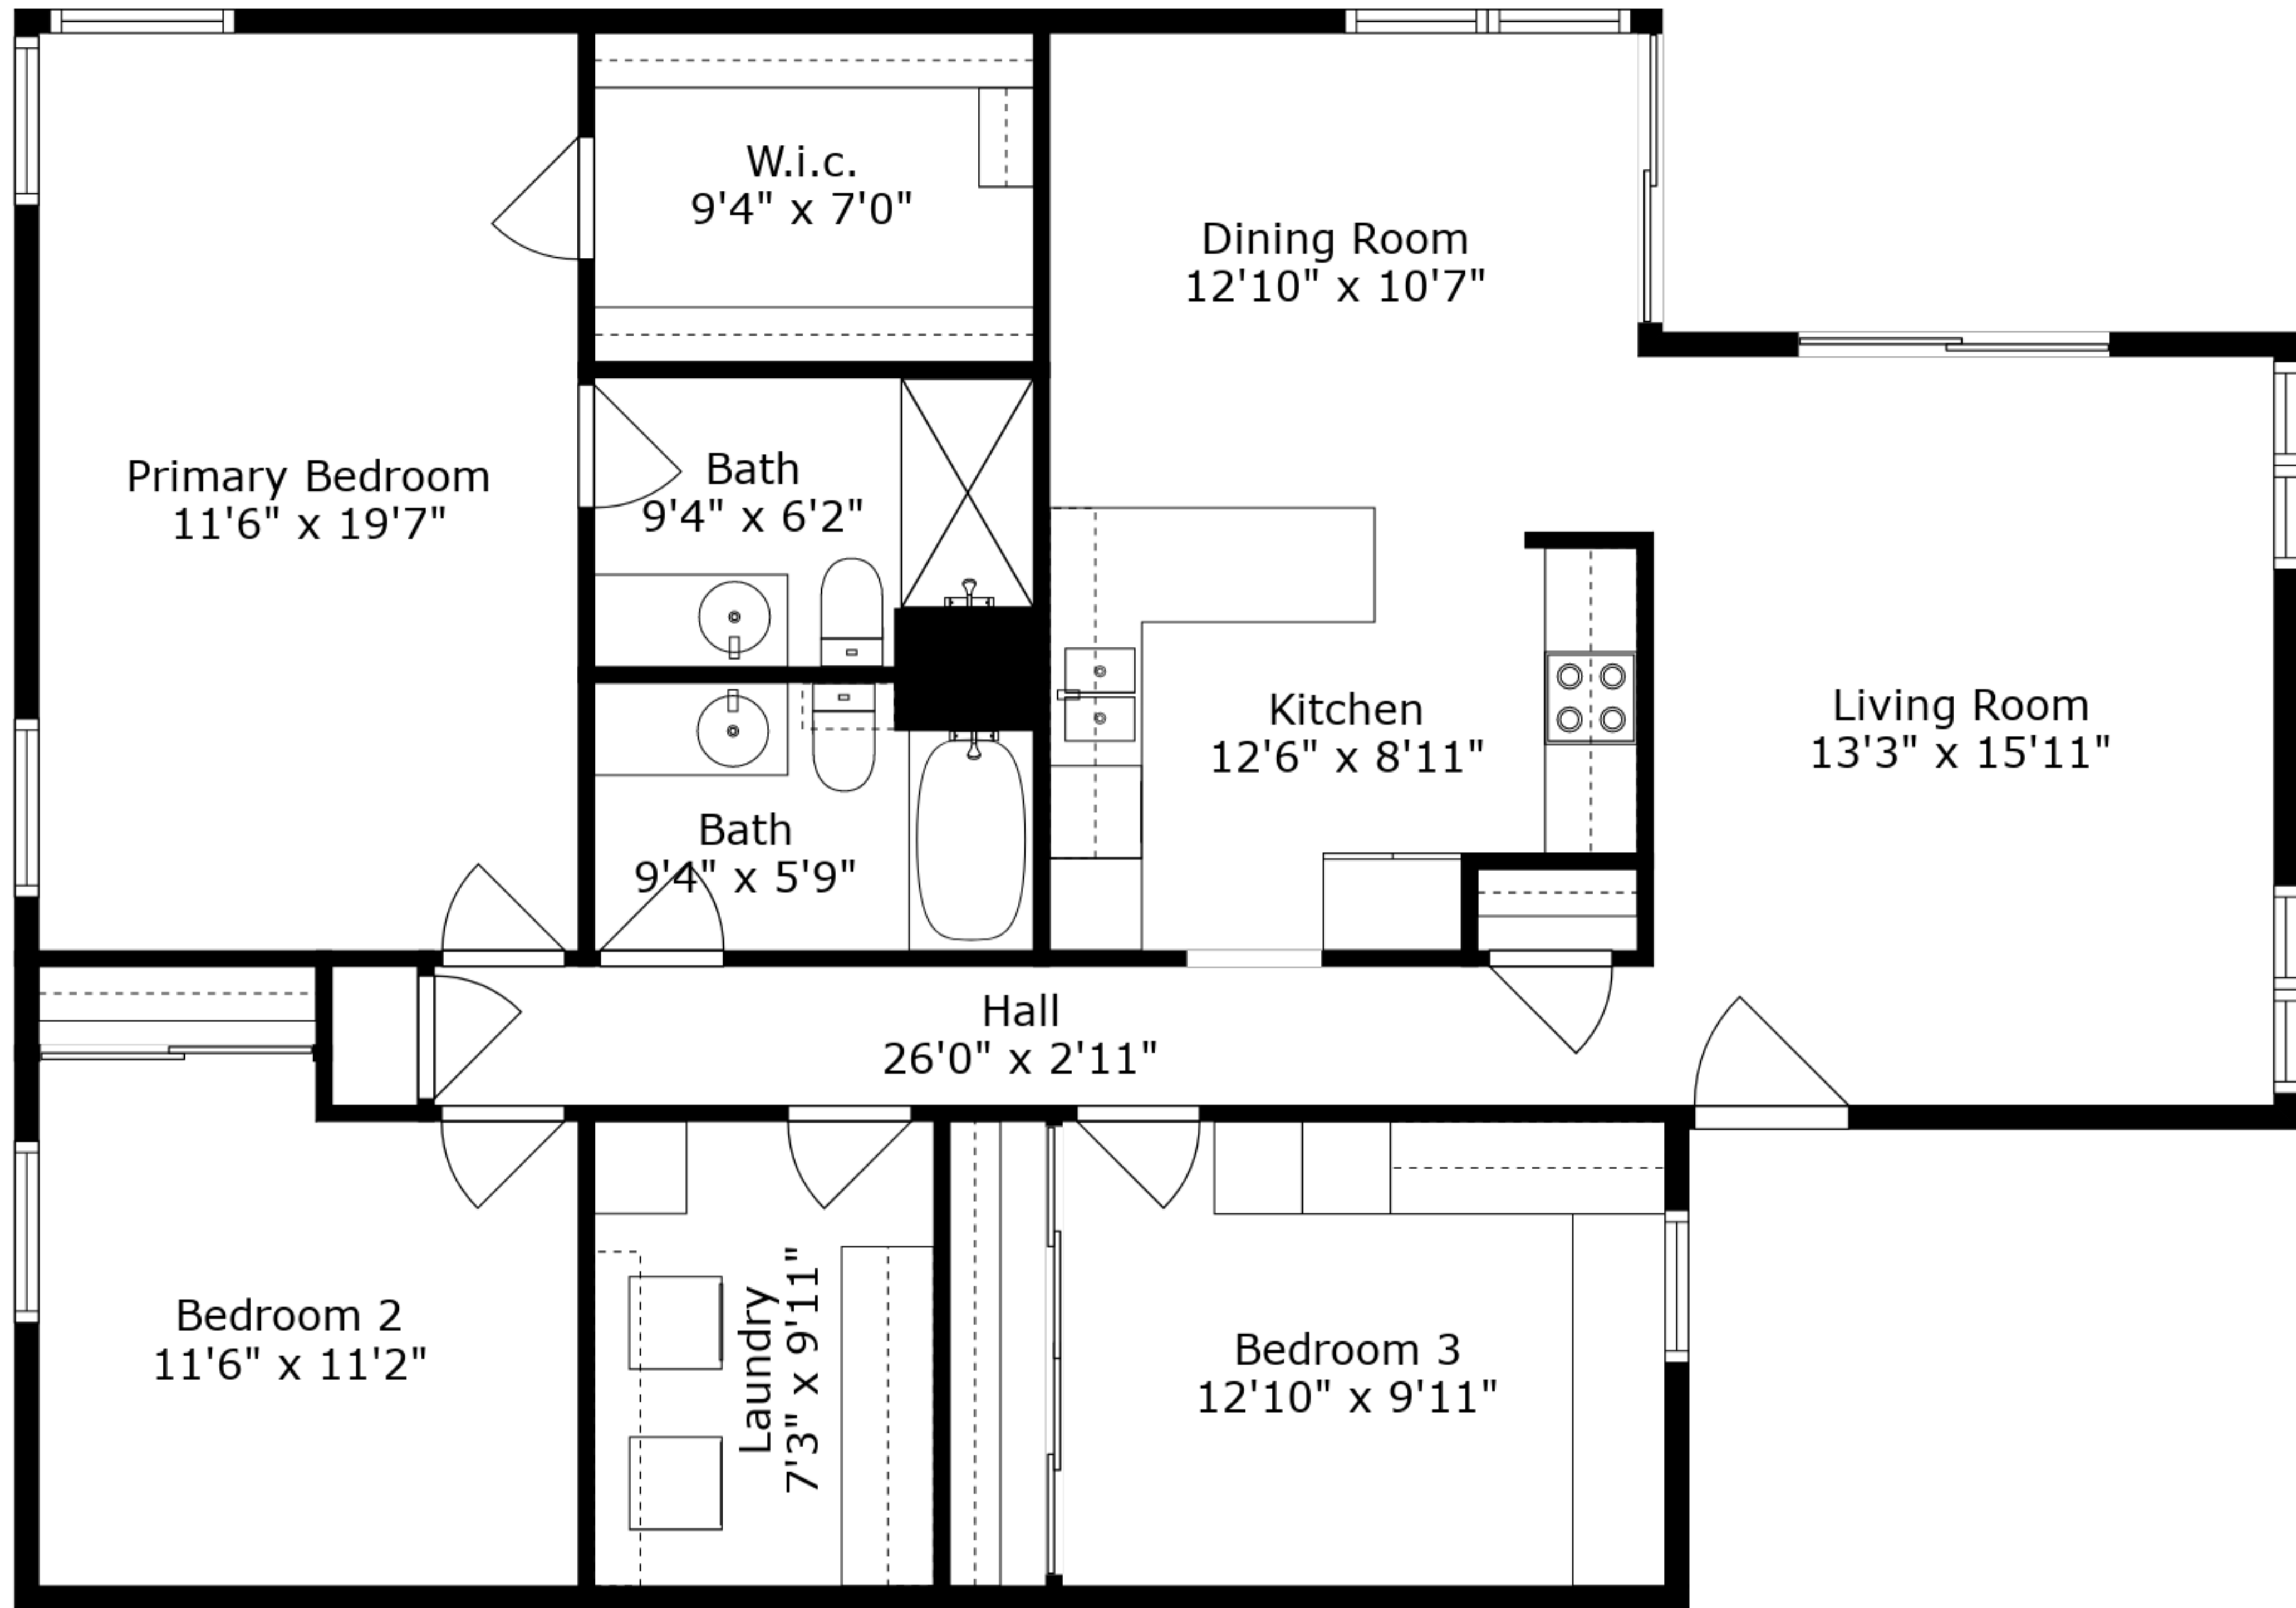 W.i.c.
9'4" x 7'0"
Dining Room
12'10" x 10'7"
Primary Bedroom
11'6" x 19'7"
Bath
9'4" x 6'2"
Kitchen
12'6" x 8'11"
Living Room
13'3" x 15'11"
Bath
9'4" x 5'9"
Hall
26'0" x 2'11"
Bedroom 2
11'6" x 11'2"
Laundry
7'3" x 9'11"
Bedroom 3
12'10" x 9'11"